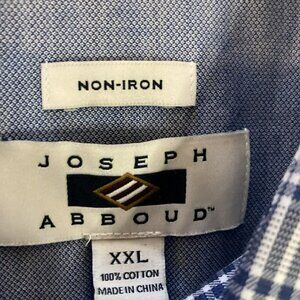 NON-IRON
JOSEPH
ABBOUD™
XXL
100% COTTON
MADE IN CHINA